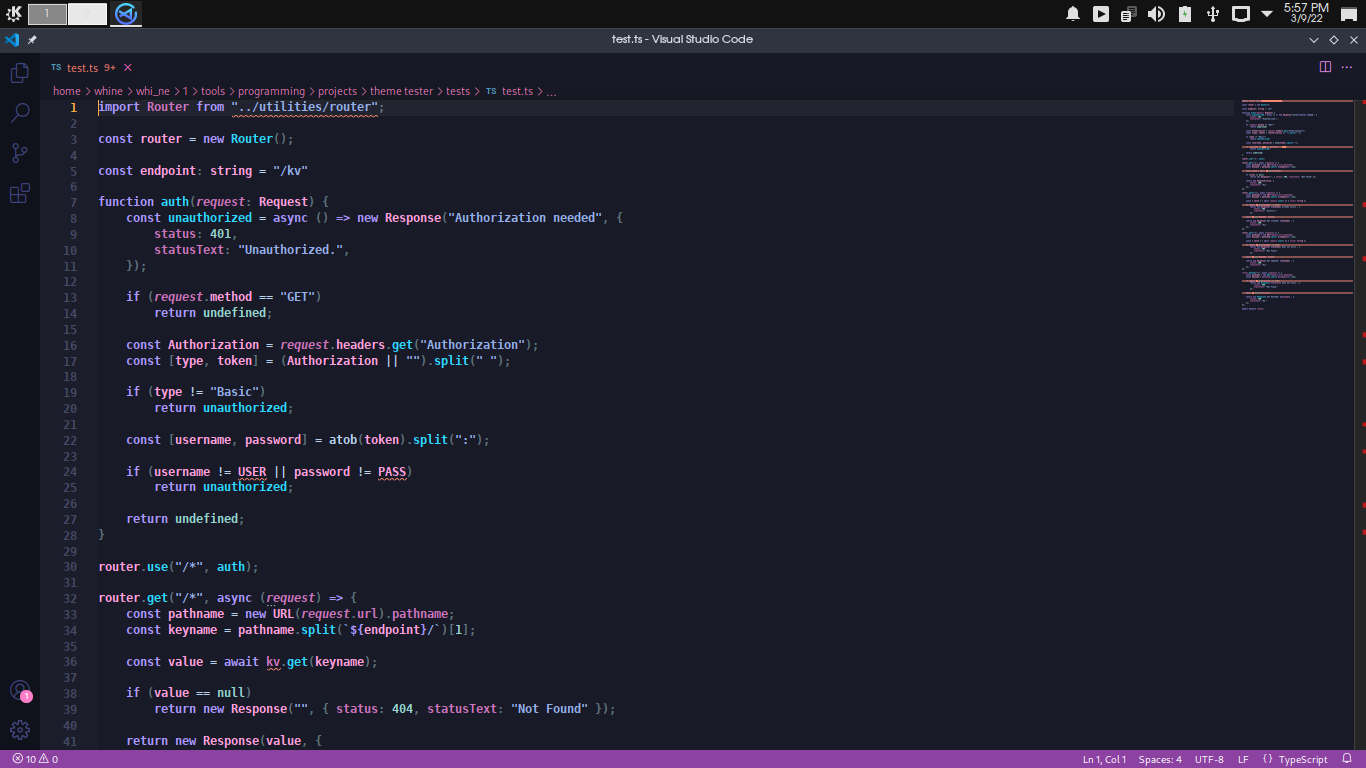 1
5:57 PM
3/9/22
test.ts - Visual Studio Code
TS test.ts 9+
home > whine > whi_ne > 1 > tools > programming > projects > theme tester > tests > TS test.ts > ...
1 import Router from "../utilities/router";
2
3 const router = new Router();
4
5 const endpoint: string = "/kv"
6
7 function auth(request: Request) {
8     const unauthorized = async () => new Response("Authorization needed", {
9         status: 401,
10         statusText: "Unauthorized.",
11     });
12
13     if (request.method == "GET")
14         return undefined;
15
16     const Authorization = request.headers.get("Authorization");
17     const [type, token] = (Authorization || "").split(" ");
18
19     if (type != "Basic")
20         return unauthorized;
21
22     const [username, password] = atob(token).split(":");
23
24     if (username != USER || password != PASS)
25         return unauthorized;
26
27     return undefined;
28 }
29
30 router.use("/*", auth);
31
32 router.get("/*", async (request) => {
33     const pathname = new URL(request.url).pathname;
34     const keyname = pathname.split(`${endpoint}/`)[1];
35
36     const value = await kv.get(keyname);
37
38     if (value == null)
39         return new Response("", { status: 404, statusText: "Not Found" });
40
41     return new Response(value, {
1
10 0
Ln 1, Col 1 Spaces: 4 UTF-8 LF {} TypeScript